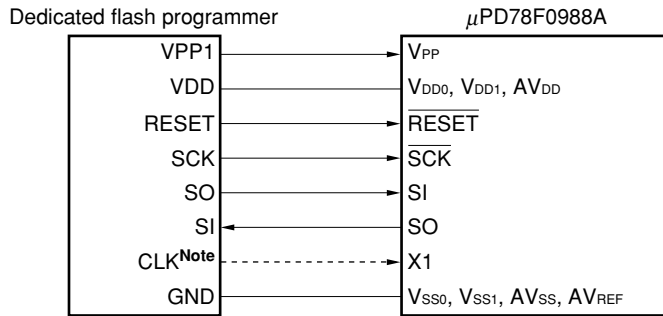 Dedicated flash programmer µPD78F0988A
VPP1 VPP
VDD VDD0, VDD1, AVDD
RESET RESET
SCK SCK
SO SI
SI SO
CLKNote X1
GND VSS0, VSS1, AVSS, AVREF